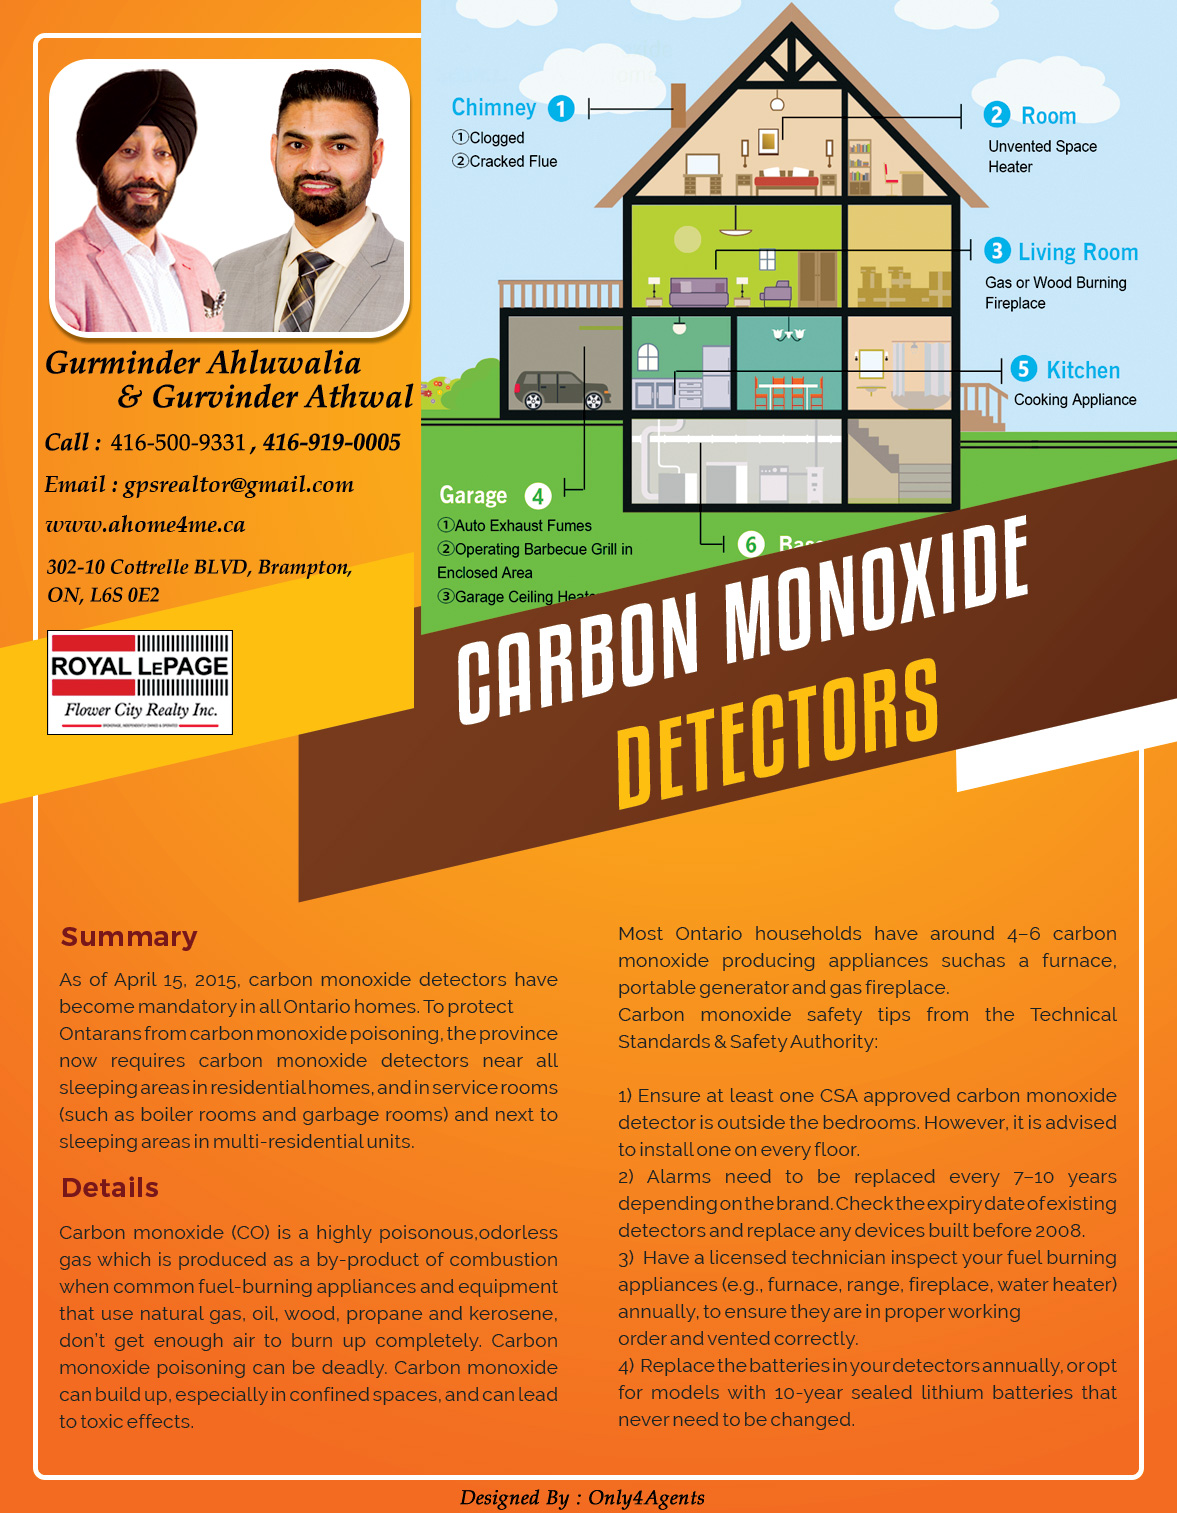 Gurminder Ahluwalia
& Gurvinder Athwal
Call : 416-500-9331 , 416-919-0005
Email : gpsrealtor@gmail.com
www.ahome4me.ca
302-10 Cottrelle BLVD, Brampton,
ON, L6S 0E2
ROYAL LEPAGE
Flower City Realty Inc.
BROKERAGE, INDEPENDENTLY OWNED & OPERATED
Chimney 1
①Clogged
②Cracked Flue
2 Room
Unvented Space
Heater
3 Living Room
Gas or Wood Burning
Fireplace
5 Kitchen
Cooking Appliance
Garage 4
①Auto Exhaust Fumes
②Operating Barbecue Grill in
Enclosed Area
③Garage Ceiling
6
CARBON MONOXIDE
DETECTORS
Summary
As of April 15, 2015, carbon monoxide detectors have
become mandatory in all Ontario homes. To protect
Ontarans from carbon monoxide poisoning, the province
now requires carbon monoxide detectors near all
sleeping areas in residential homes, and in service rooms
(such as boiler rooms and garbage rooms) and next to
sleeping areas in multi-residential units.
Details
Carbon monoxide (CO) is a highly poisonous,odorless
gas which is produced as a by-product of combustion
when common fuel-burning appliances and equipment
that use natural gas, oil, wood, propane and kerosene,
don't get enough air to burn up completely. Carbon
monoxide poisoning can be deadly. Carbon monoxide
can build up, especially in confined spaces, and can lead
to toxic effects.
Most Ontario households have around 4–6 carbon
monoxide producing appliances suchas a furnace,
portable generator and gas fireplace.
Carbon monoxide safety tips from the Technical
Standards & Safety Authority:
1) Ensure at least one CSA approved carbon monoxide
detector is outside the bedrooms. However, it is advised
to install one on every floor.
2) Alarms need to be replaced every 7–10 years
depending on the brand. Check the expiry date of existing
detectors and replace any devices built before 2008.
3) Have a licensed technician inspect your fuel burning
appliances (e.g., furnace, range, fireplace, water heater)
annually, to ensure they are in proper working
order and vented correctly.
4) Replace the batteries in your detectors annually, or opt
for models with 10-year sealed lithium batteries that
never need to be changed.
Designed By : Only4Agents